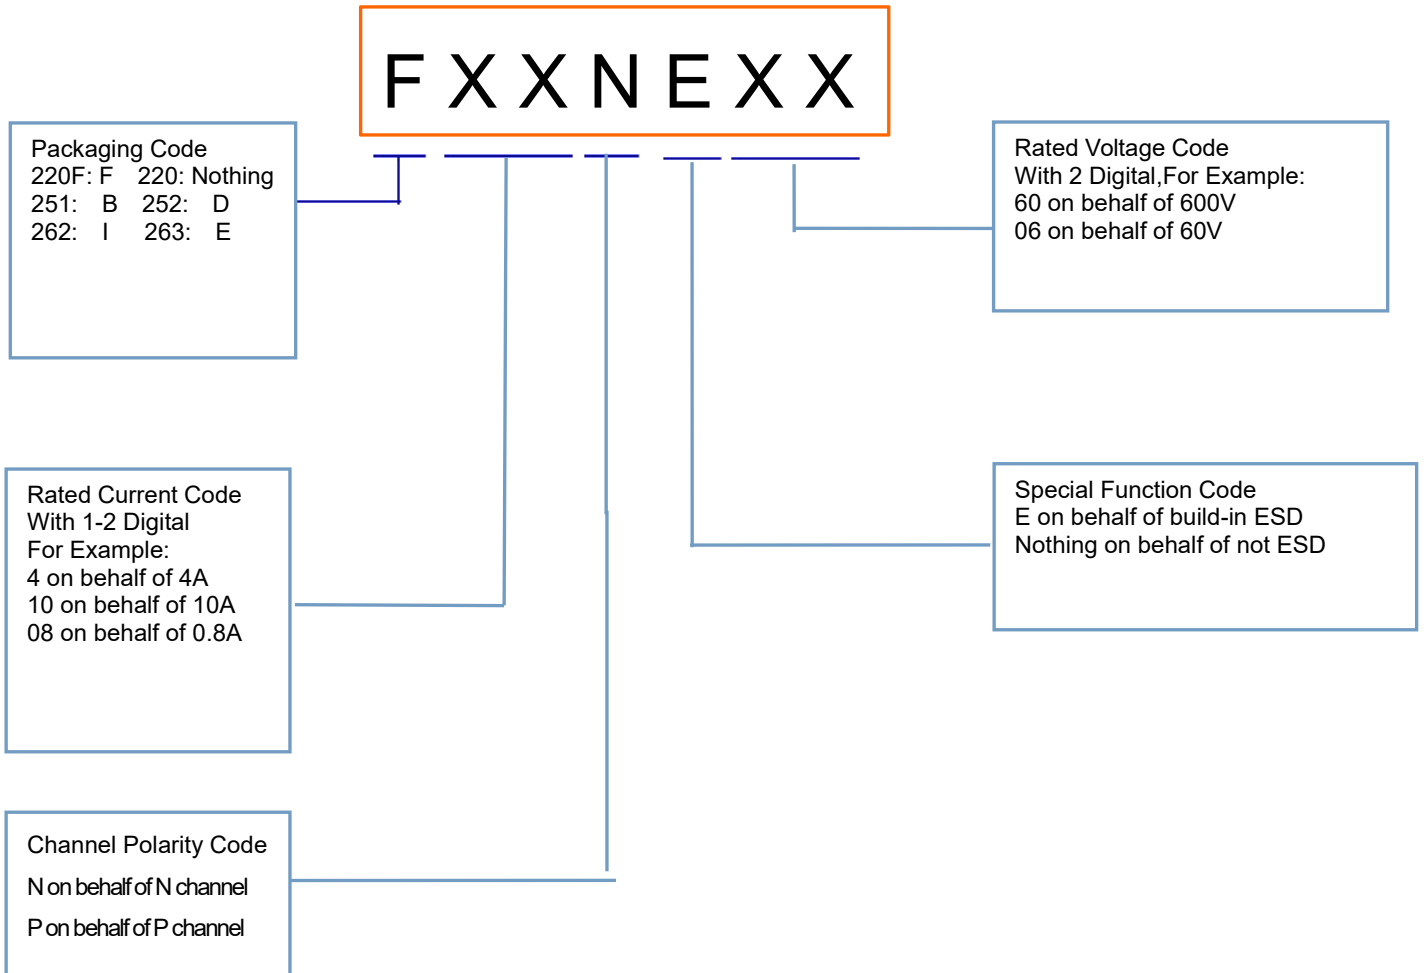 F X X N E X X
Packaging Code
220F: F 220: Nothing
251: B 252: D
262: I 263: E
Rated Voltage Code
With 2 Digital,For Example:
60 on behalf of 600V
06 on behalf of 60V
Rated Current Code
With 1-2 Digital
For Example:
4 on behalf of 4A
10 on behalf of 10A
08 on behalf of 0.8A
Special Function Code
E on behalf of build-in ESD
Nothing on behalf of not ESD
Channel Polarity Code
N on behalf of N channel
P on behalf of P channel